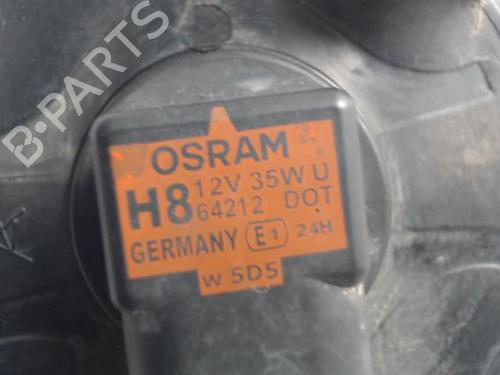 B-PARTS
OSRAM
H8 12V 35W U
64212 DOT
GERMANY E1 24H
W 5D5